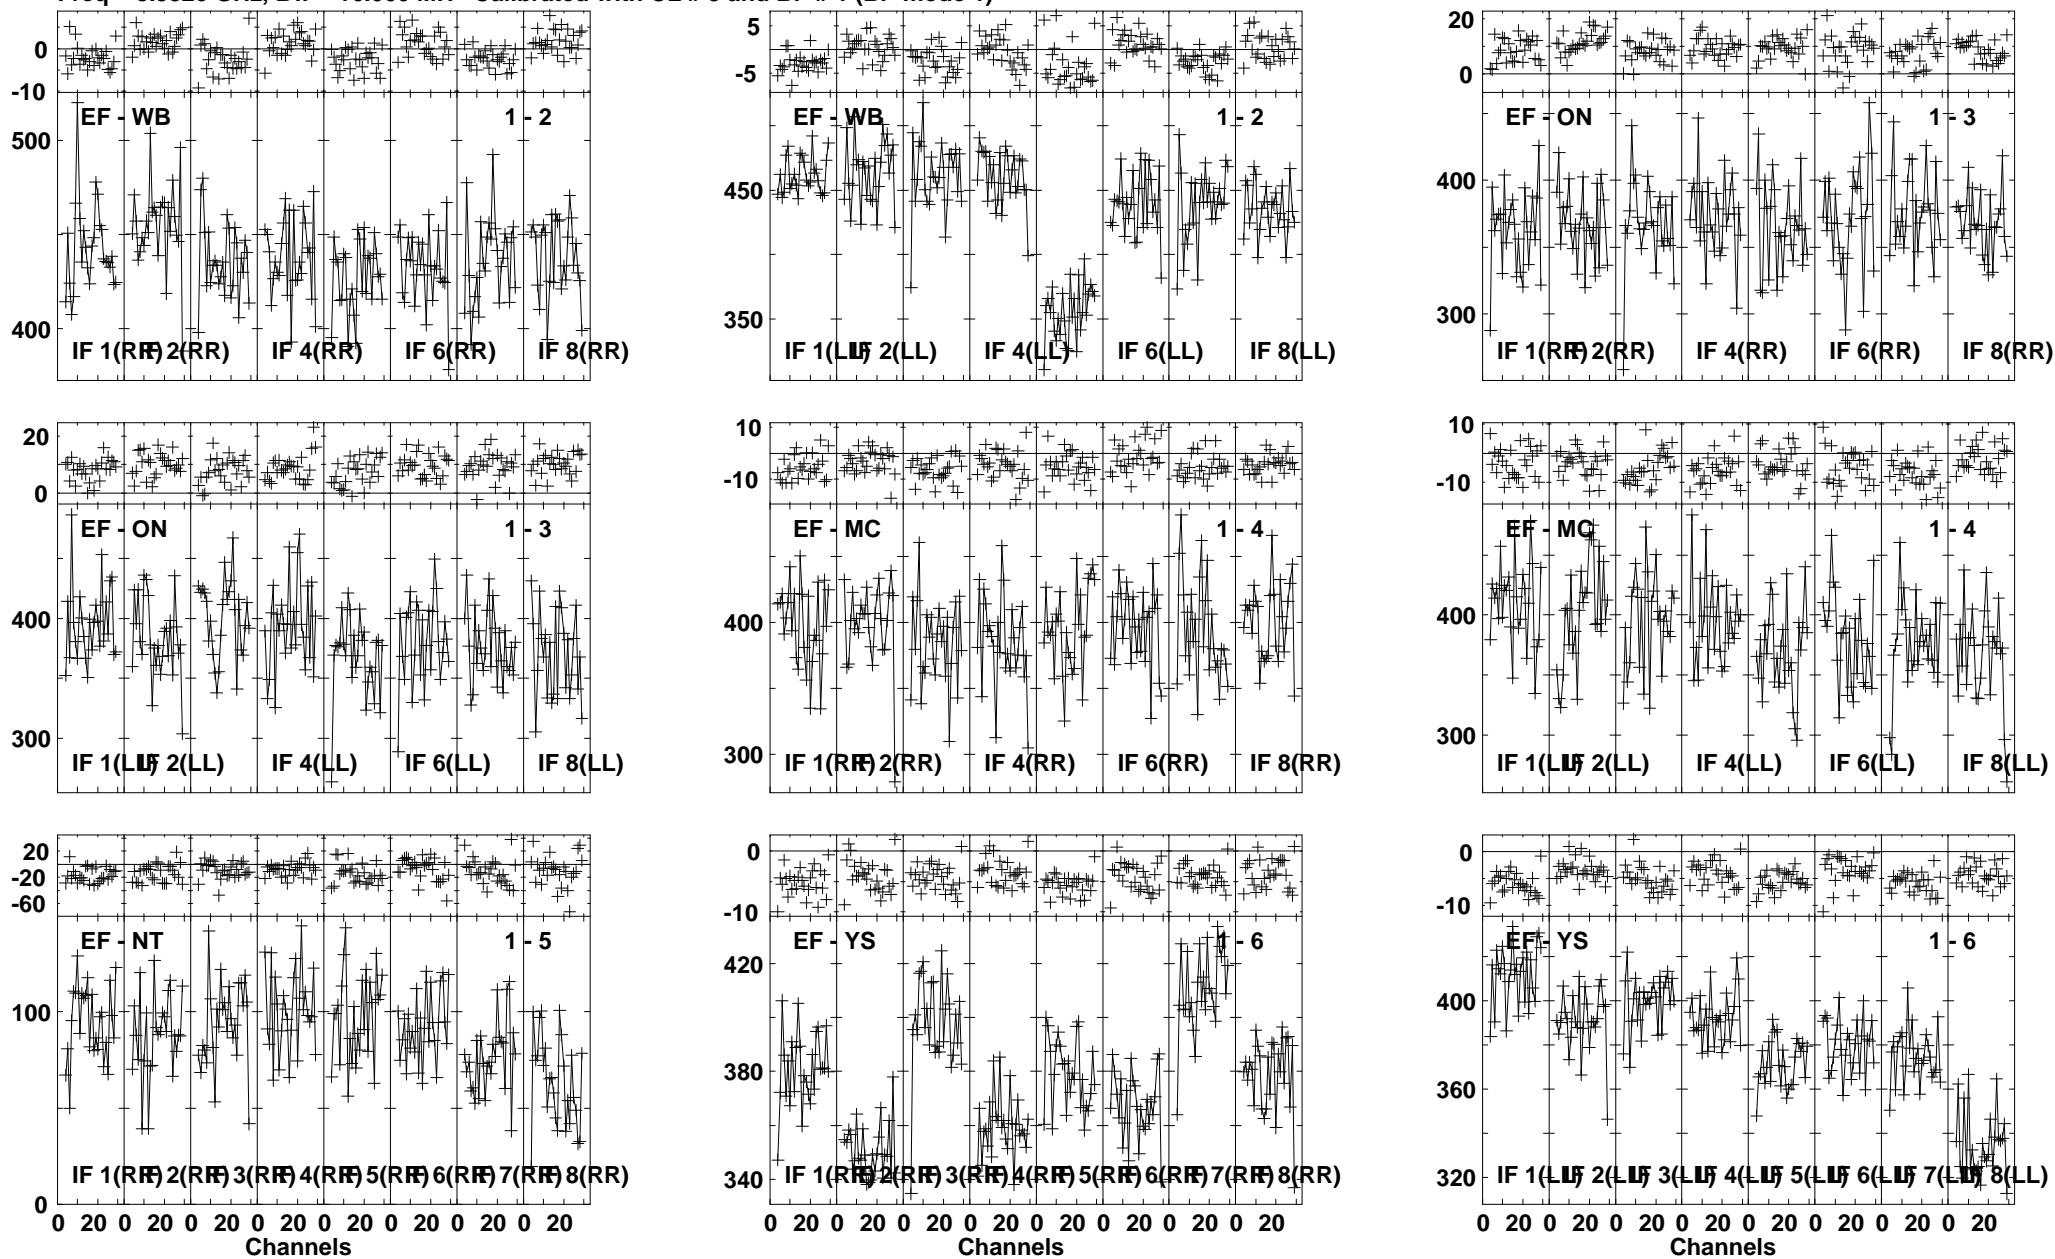 Freq GHz, Bw Calibrated with CL # and BP # 1 (BP mode 1)
0
-10
5
-5
20
10
0
EF - WB 1 - 2
EF - WB 1 - 2
EF - ON 1 - 3
500
400
450
350
400
300
IF 1(RR) IF 2(RR) IF 4(RR) IF 6(RR) IF 8(RR)
IF 1(LL) IF 2(LL) IF 4(LL) IF 6(LL) IF 8(LL)
IF 1(RR) IF 2(RR) IF 4(RR) IF 6(RR) IF 8(RR)
20
0
10
-10
10
-10
EF - ON 1 - 3
EF - MC 1 - 4
EF - MC 1 - 4
400
300
400
300
400
300
IF 1(LL) IF 2(LL) IF 4(LL) IF 6(LL) IF 8(LL)
IF 1(RR) IF 2(RR) IF 4(RR) IF 6(RR) IF 8(RR)
IF 1(LL) IF 2(LL) IF 4(LL) IF 6(LL) IF 8(LL)
20
-20
-60
0
-10
0
-10
EF - NT 1 - 5
EF - YS 1 - 6
EF - YS 1 - 6
100
0
420
380
340
400
360
320
IF 1(RR) IF 2(RR) IF 3(RR) IF 4(RR) IF 5(RR) IF 6(RR) IF 7(RR) IF 8(RR)
IF 1(RR) IF 2(RR) IF 3(RR) IF 4(RR) IF 5(RR) IF 6(RR) IF 7(RR) IF 8(RR)
IF 1(LL) IF 2(LL) IF 3(LL) IF 4(LL) IF 5(LL) IF 6(LL) IF 7(LL) IF 8(LL)
0 20 0 20 0 20 0 20 0 20 0 20 0 20 0 20
0 20 0 20 0 20 0 20 0 20 0 20 0 20 0 20
0 20 0 20 0 20 0 20 0 20 0 20 0 20 0 20
Channels
Channels
Channels